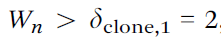 Wₙ > δclone,1 = 2,